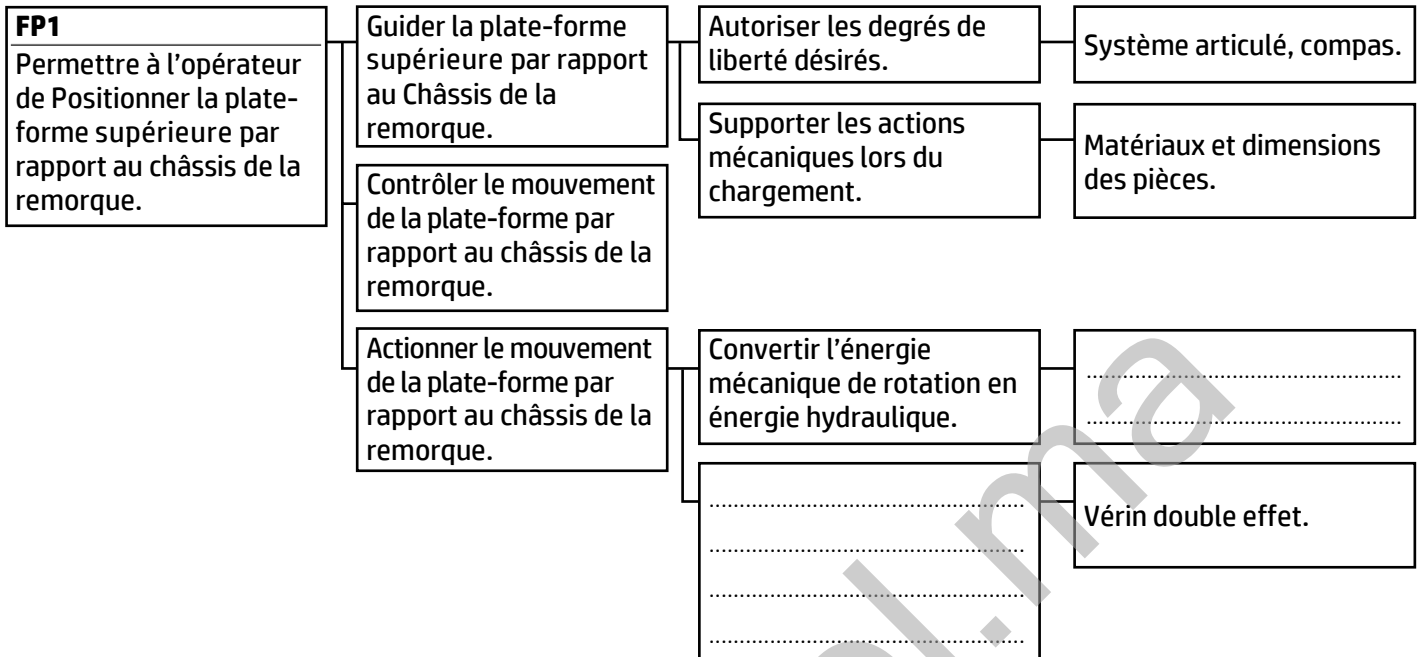 FP1
Permettre à l'opérateur
de Positionner la plate-
forme supérieure par
rapport au châssis de la
remorque.
Guider la plate-forme
supérieure par rapport
au Châssis de la
remorque.
Autoriser les degrés de
liberté désirés.
Système articulé, compas.
Supporter les actions
mécaniques lors du
chargement.
Matériaux et dimensions
des pièces.
Contrôler le mouvement
de la plate-forme par
rapport au châssis de la
remorque.
Actionner le mouvement
de la plate-forme par
rapport au châssis de la
remorque.
Convertir l'énergie
mécanique de rotation en
énergie hydraulique.
Vérin double effet.
l.ma